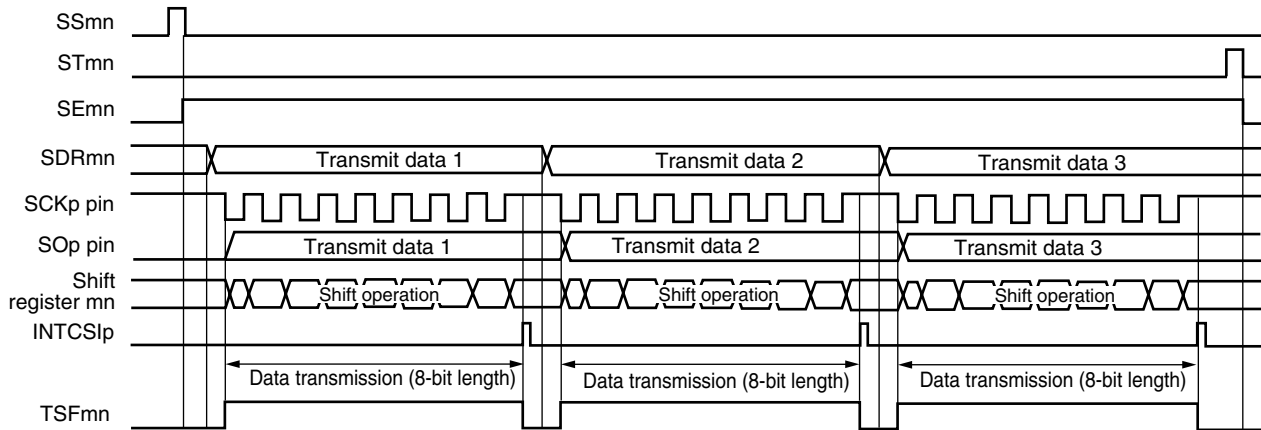 SSmn
STmn
SEmn
SDRmn Transmit data 1 Transmit data 2 Transmit data 3
SCKp pin
SOp pin Transmit data 1 Transmit data 2 Transmit data 3
Shift
register mn Shift operation Shift operation Shift operation
INTCSIp
Data transmission (8-bit length) Data transmission (8-bit length) Data transmission (8-bit length)
TSFmn